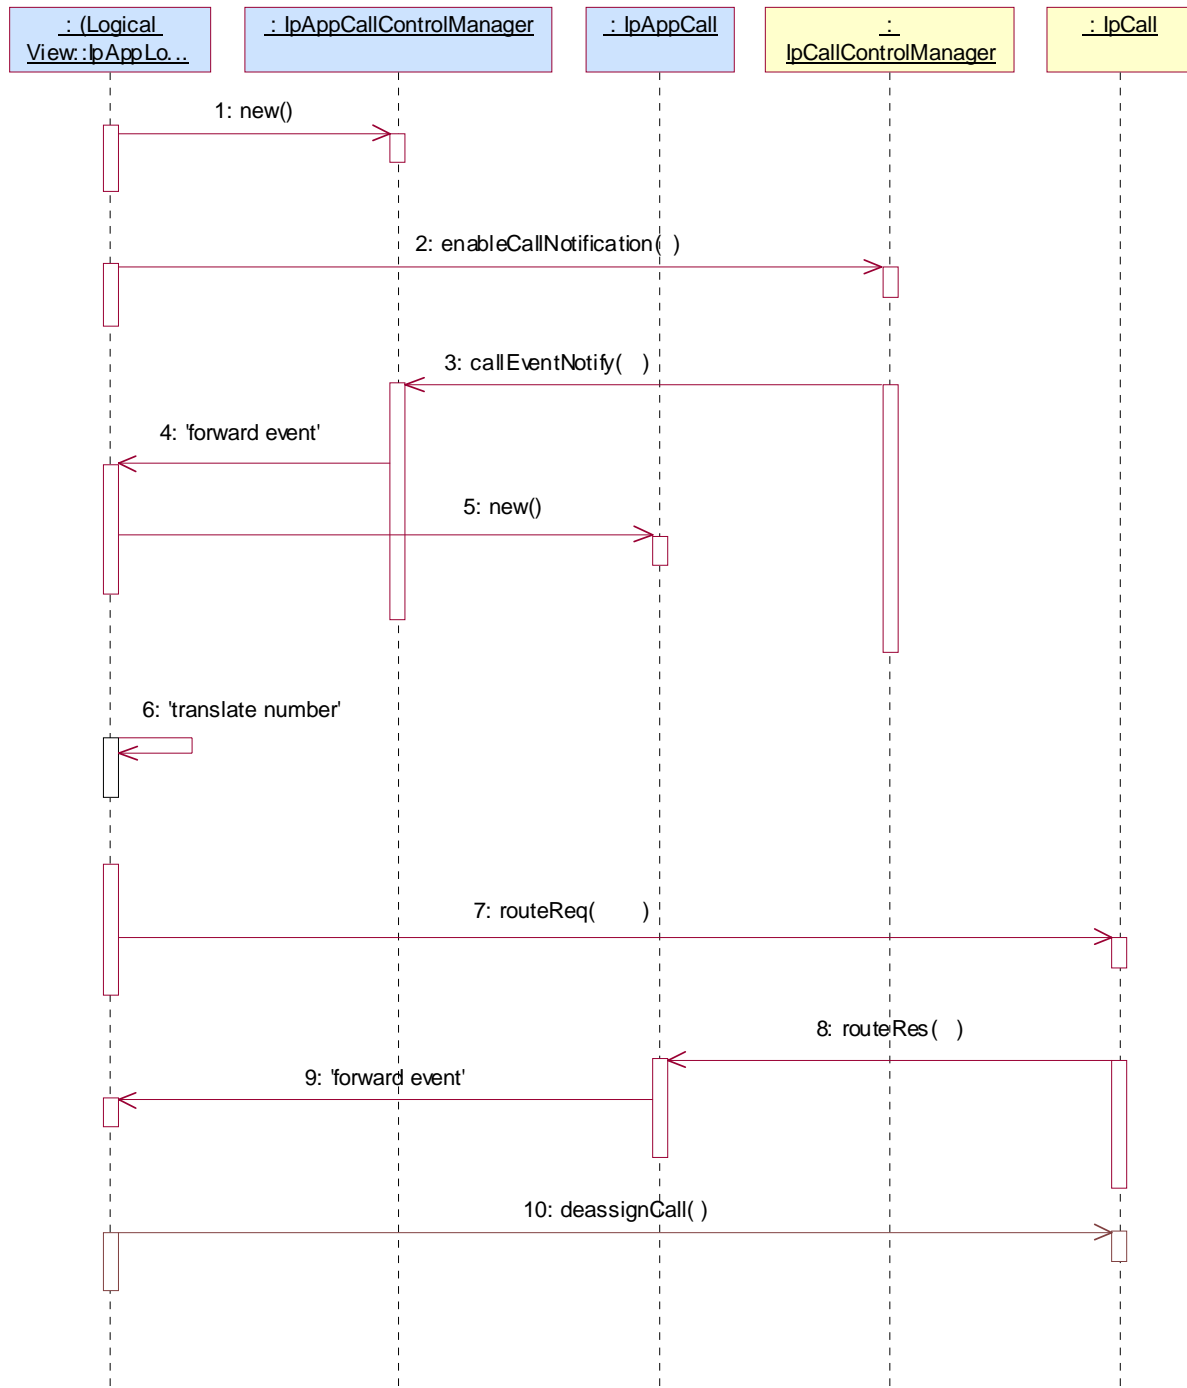 : (Logical
View::IpAppLo...
: IpAppCallControlManager
: IpAppCall
:
IpCallControlManager
: IpCall
1: new()
2: enableCallNotification( )
3: callEventNotify( )
4: 'forward event'
5: new()
6: 'translate number'
7: routeReq( )
8: routeRes( )
9: 'forward event'
10: deassignCall( )